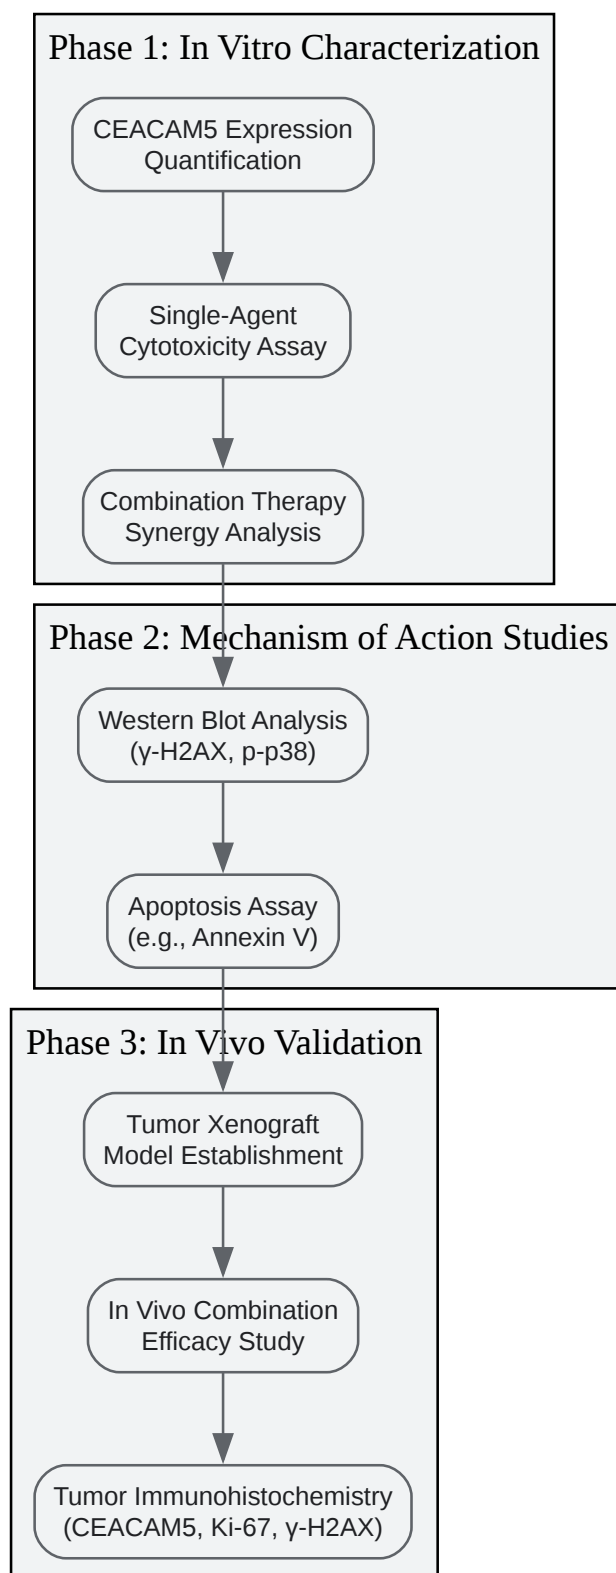 Phase 1: In Vitro Characterization
CEACAM5 Expression
Quantification
Single-Agent
Cytotoxicity Assay
Combination Therapy
Synergy Analysis
Phase 2: Mechanism of Action Studies
Western Blot Analysis
(γ-H2AX, p-p38)
Apoptosis Assay
(e.g., Annexin V)
Phase 3: In Vivo Validation
Tumor Xenograft
Model Establishment
In Vivo Combination
Efficacy Study
Tumor Immunohistochemistry
(CEACAM5, Ki-67, γ-H2AX)